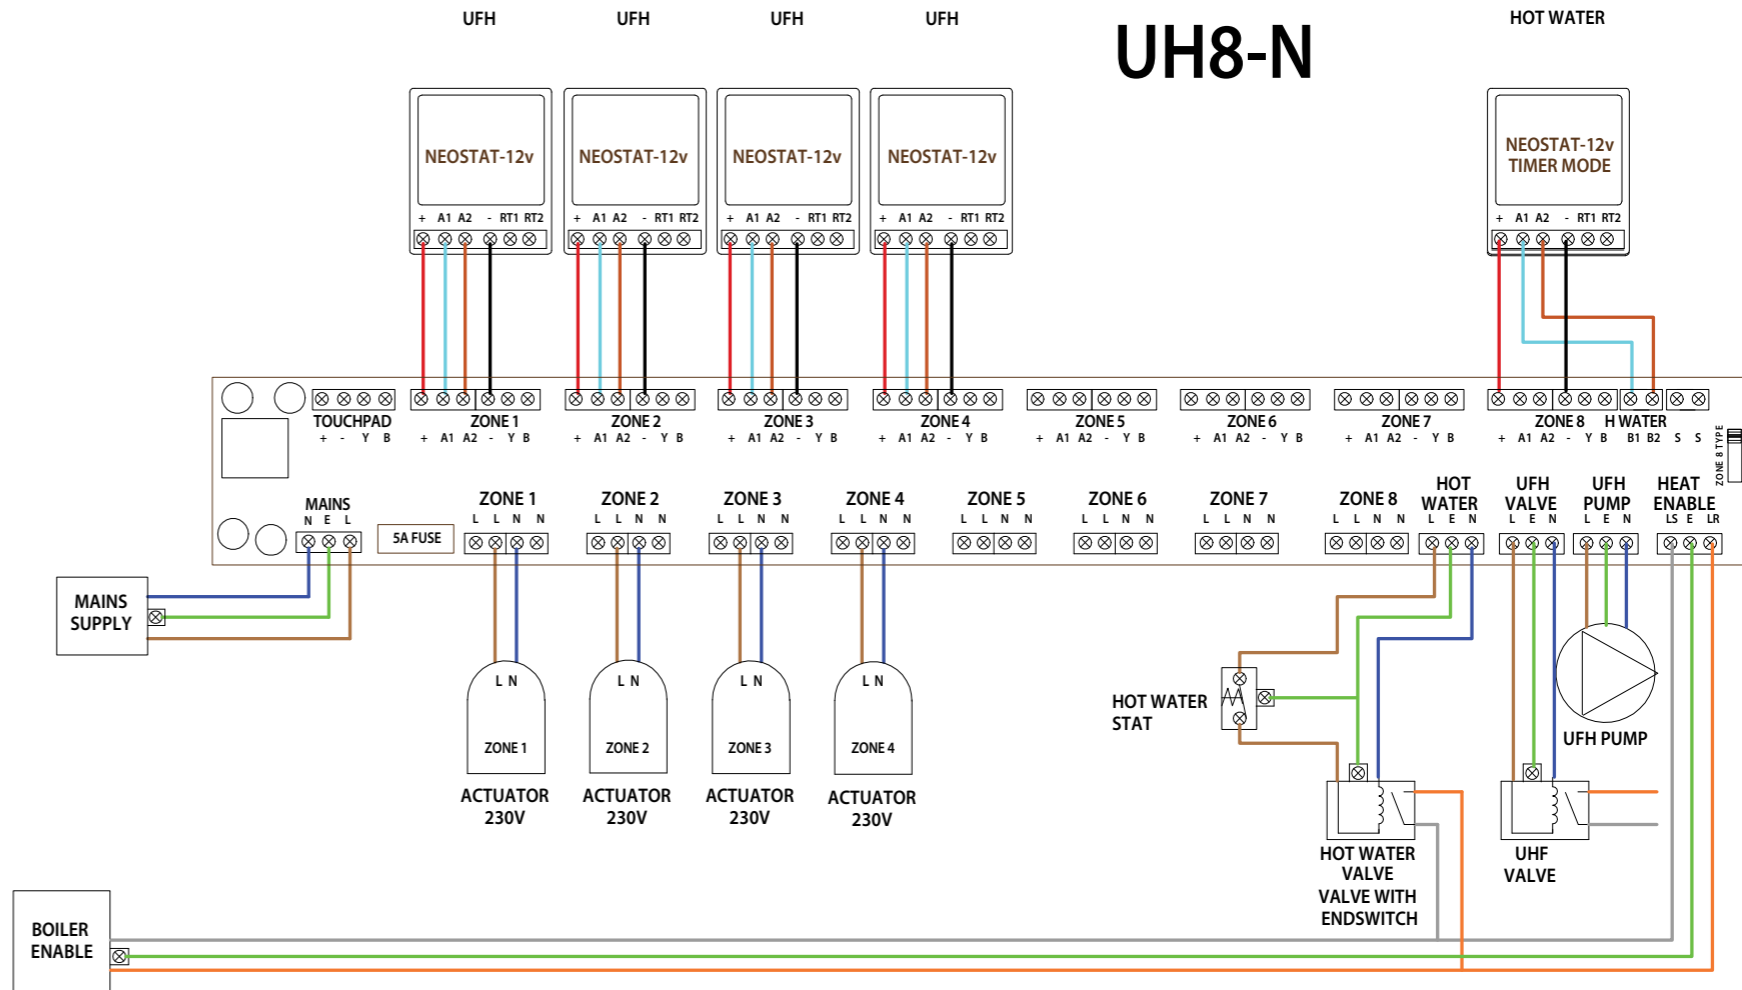 UFH UFH UFH UFH HOT WATER
UH8-N
NEOSTAT-12v NEOSTAT-12v NEOSTAT-12v NEOSTAT-12v NEOSTAT-12v
TIMER MODE
+ A1 A2 - RT1 RT2 + A1 A2 - RT1 RT2 + A1 A2 - RT1 RT2 + A1 A2 - RT1 RT2 + A1 A2 - RT1 RT2
TOUCHPAD ZONE 1 ZONE 2 ZONE 3 ZONE 4 ZONE 5 ZONE 6 ZONE 7 ZONE 8 H WATER
+ - Y B + A1 A2 - Y B + A1 A2 - Y B + A1 A2 - Y B + A1 A2 - Y B + A1 A2 - Y B + A1 A2 - Y B + A1 A2 - Y B + A1 A2 - Y B B1 B2 S S
ZONE 8 TYPE
MAINS
N E L
5A FUSE
ZONE 1
L L N N
ZONE 2
L L N N
ZONE 3
L L N N
ZONE 4
L L N N
ZONE 5
L L N N
ZONE 6
L L N N
ZONE 7
L L N N
ZONE 8
L L N N
HOT
WATER
L E N
UFH
VALVE
L E N
UFH
PUMP
L E N
HEAT
ENABLE
LS E LR
MAINS
SUPPLY
L N
ZONE 1
ACTUATOR
230V
L N
ZONE 2
ACTUATOR
230V
L N
ZONE 3
ACTUATOR
230V
L N
ZONE 4
ACTUATOR
230V
HOT WATER
STAT
UFH PUMP
HOT WATER
VALVE
VALVE WITH
ENDSWITCH
UHF
VALVE
BOILER
ENABLE